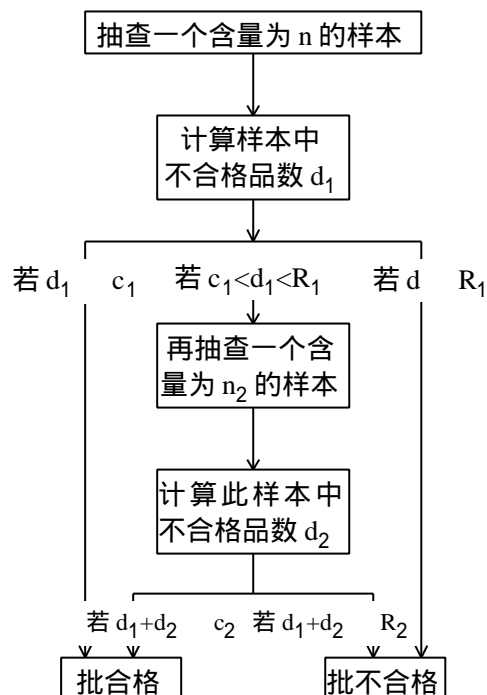 抽查一个含量为 n 的样本
计算样本中
不合格品数 d₁
若 d₁ c₁ 若 c₁<d₁<R₁ 若 d R₁
再抽查一个含
量为 n₂ 的样本
计算此样本中
不合格品数 d₂
若 d₁+d₂ c₂ 若 d₁+d₂ R₂
批合格 批不合格